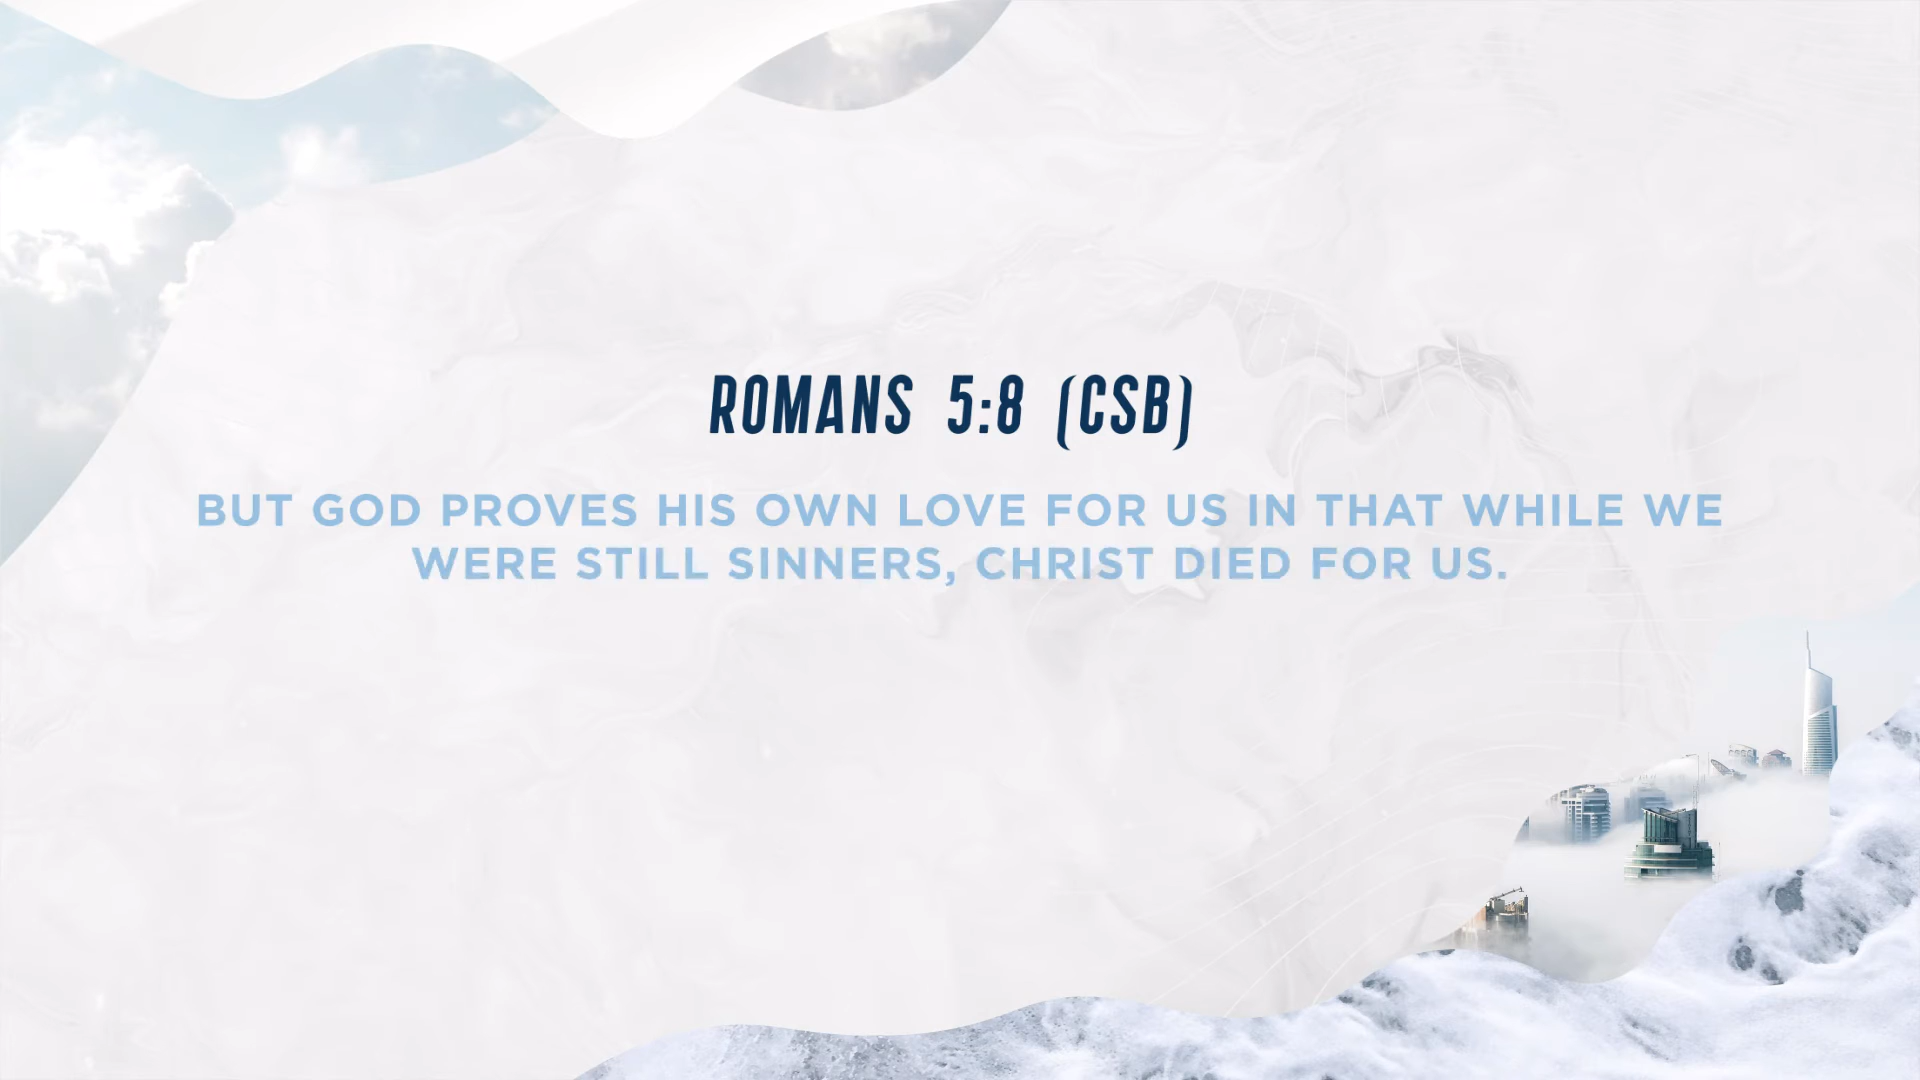 ROMANS 5:8 (CSB)
BUT GOD PROVES HIS OWN LOVE FOR US IN THAT WHILE WE
WERE STILL SINNERS, CHRIST DIED FOR US.